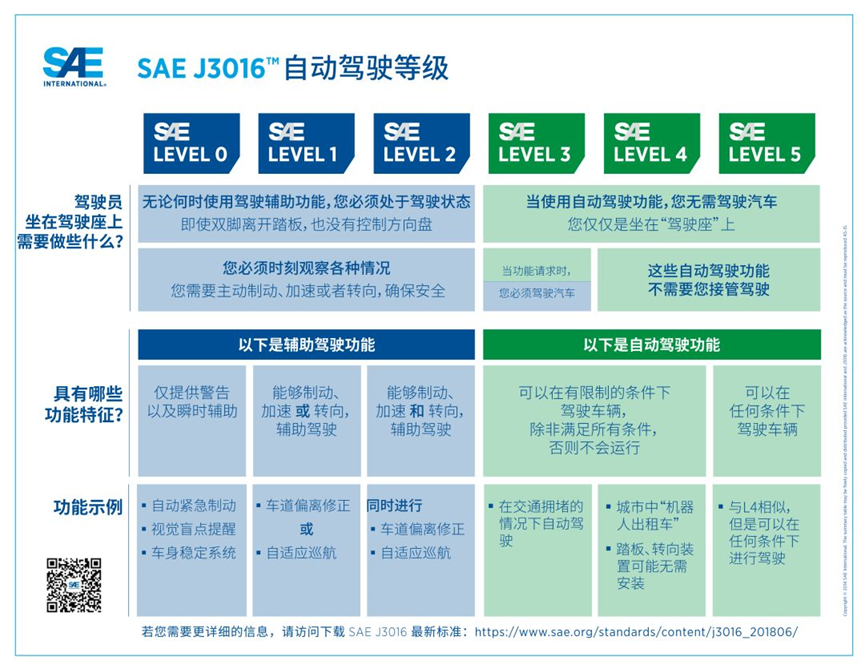 SAE
INTERNATIONAL®
SAE J3016™自动驾驶等级
SAE
LEVEL 0
SAE
LEVEL 1
SAE
LEVEL 2
SAE
LEVEL 3
SAE
LEVEL 4
SAE
LEVEL 5
驾驶员
坐在驾驶座上
需要做些什么?
无论何时使用驾驶辅助功能,您必须处于驾驶状态
即使双脚离开踏板,也没有控制方向盘
当使用自动驾驶功能,您无需驾驶汽车
您仅仅是坐在“驾驶座”上
您必须时刻观察各种情况
您需要主动制动、加速或者转向,确保安全
当功能请求时,
您必须驾驶汽车
这些自动驾驶功能
不需要您接管驾驶
以下是辅助驾驶功能
以下是自动驾驶功能
具有哪些
功能特征?
仅提供警告
以及瞬时辅助
能够制动、
加速 或 转向,
辅助驾驶
能够制动、
加速 和 转向,
辅助驾驶
可以在有限制的条件下
驾驶车辆,
除非满足所有条件,
否则不会运行
可以在
任何条件下
驾驶车辆
功能示例
▪ 自动紧急制动
▪ 视觉盲点提醒
▪ 车身稳定系统
▪ 车道偏离修正
或
▪ 自适应巡航
同时进行
▪ 车道偏离修正
▪ 自适应巡航
▪ 在交通拥堵的
情况下自动驾
驶
▪ 城市中“机器
人出租车”
▪ 踏板、转向装
置可能无需
安装
▪ 与L4相似,
但是可以在
任何条件下
进行驾驶
SAE
若您需要更详细的信息,请访问下载 SAE J3016 最新标准:https://www.sae.org/standards/content/j3016_201806/